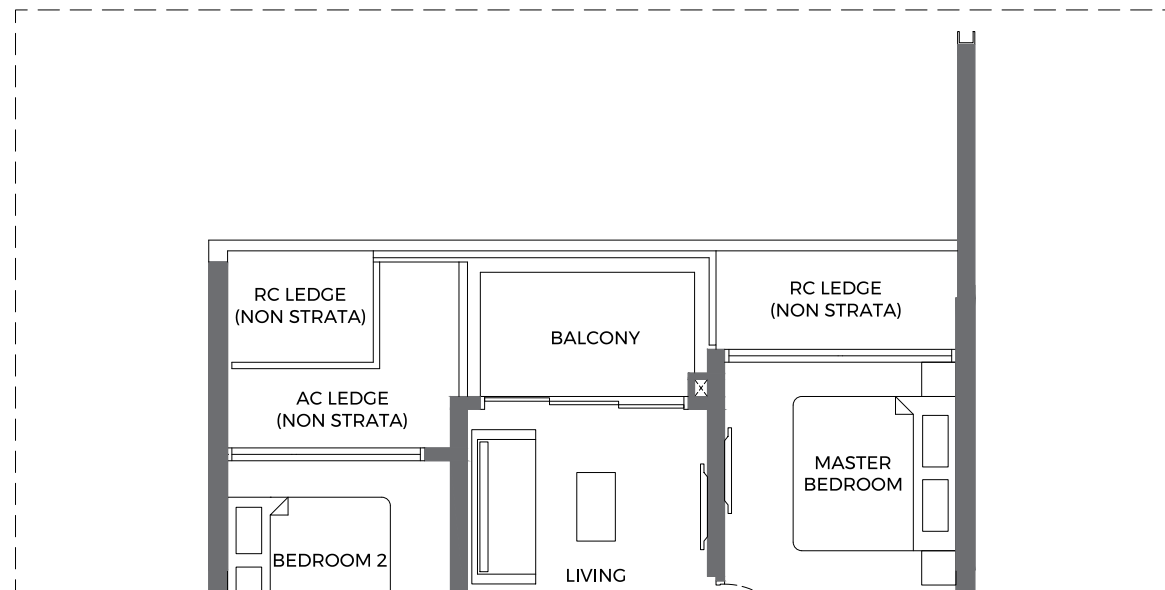 RC LEDGE
(NON STRATA)
RC LEDGE
(NON STRATA)
BALCONY
AC LEDGE
(NON STRATA)
MASTER
BEDROOM
BEDROOM 2
LIVING